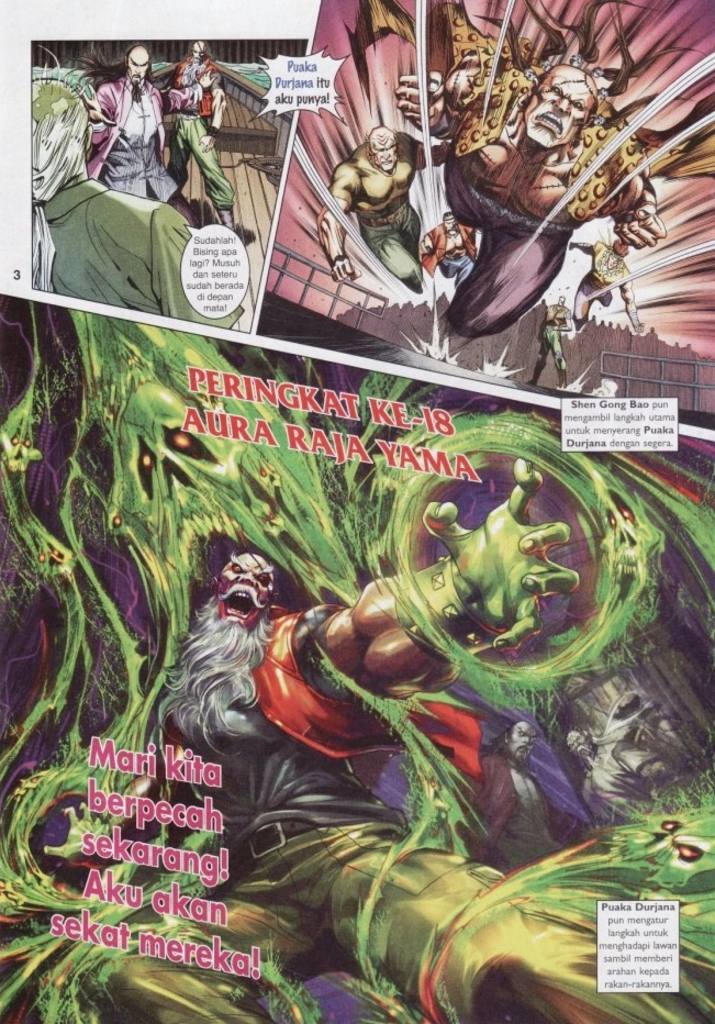 Puaka
Durjana itu
aku punya!
Sudahlah!
Bising apa
lagi? Musuh
dan seteru
sudah berada
di depan
mata!
3
Shen Gong Bao pun
mengambil langkah utama
untuk menyerang Puaka
Durjana dengan segera.
PERINGKAT KE-18
AURA RAJA YAMA
Mari kita
berpecah
sekarang!
Aku akan
sekat mereka!
Puaka Durjana
pun mengatur
langkah untuk
menghadapi lawan
sambil memberi
arahan kepada
rakan-rakannya.